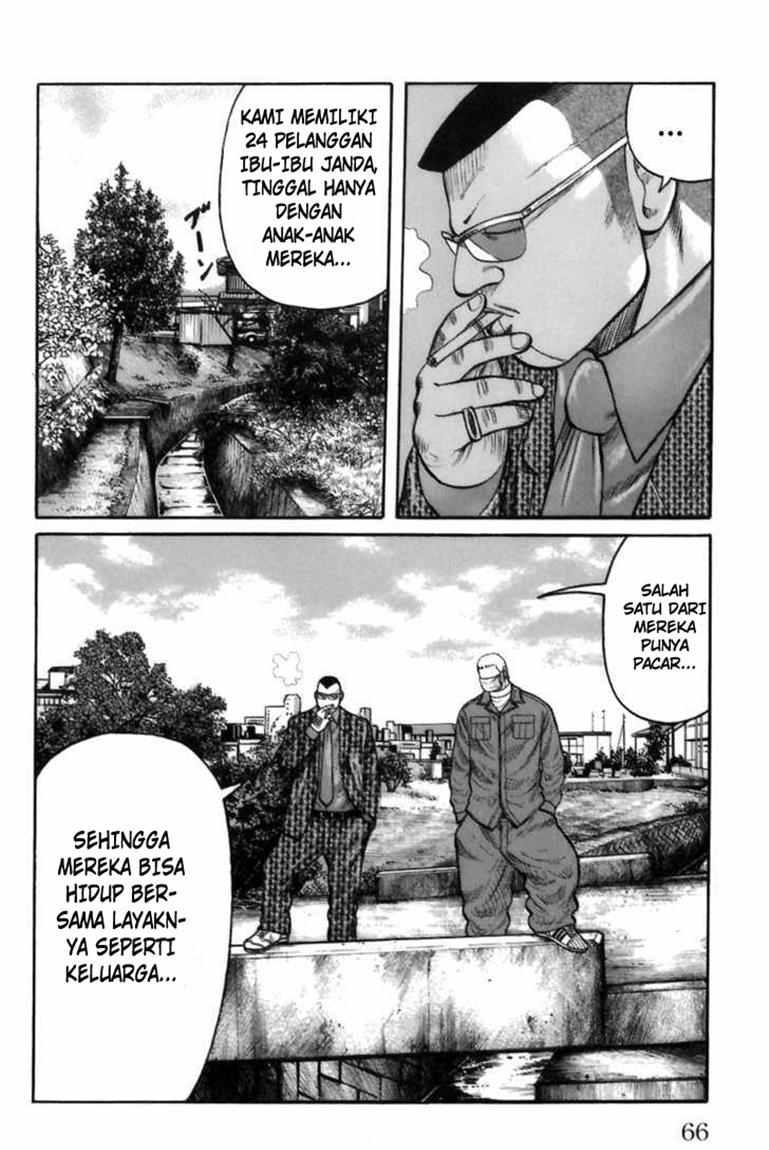 ...
KAMI MEMILIKI
24 PELANGGAN
IBU-IBU JANDA,
TINGGAL HANYA
DENGAN
ANAK-ANAK
MEREKA...
ブーン
SALAH
SATU DARI
MEREKA
PUNYA
PACAR...
SEHINGGA
MEREKA BISA
HIDUP BER-
SAMA LAYAKN-
YA SEPERTI
KELUARGA...
66